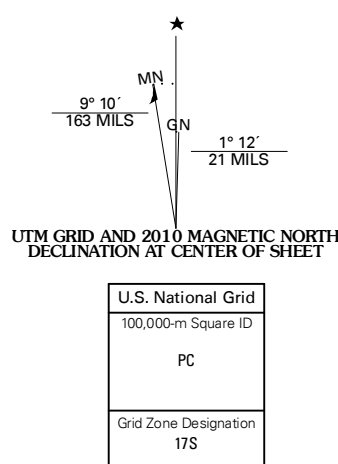 ★
MN
GN
9° 10´
163 MILS
1° 12´
21 MILS
UTM GRID AND 2010 MAGNETIC NORTH
DECLINATION AT CENTER OF SHEET
U.S. National Grid
100,000-m Square ID
PC
Grid Zone Designation
17S